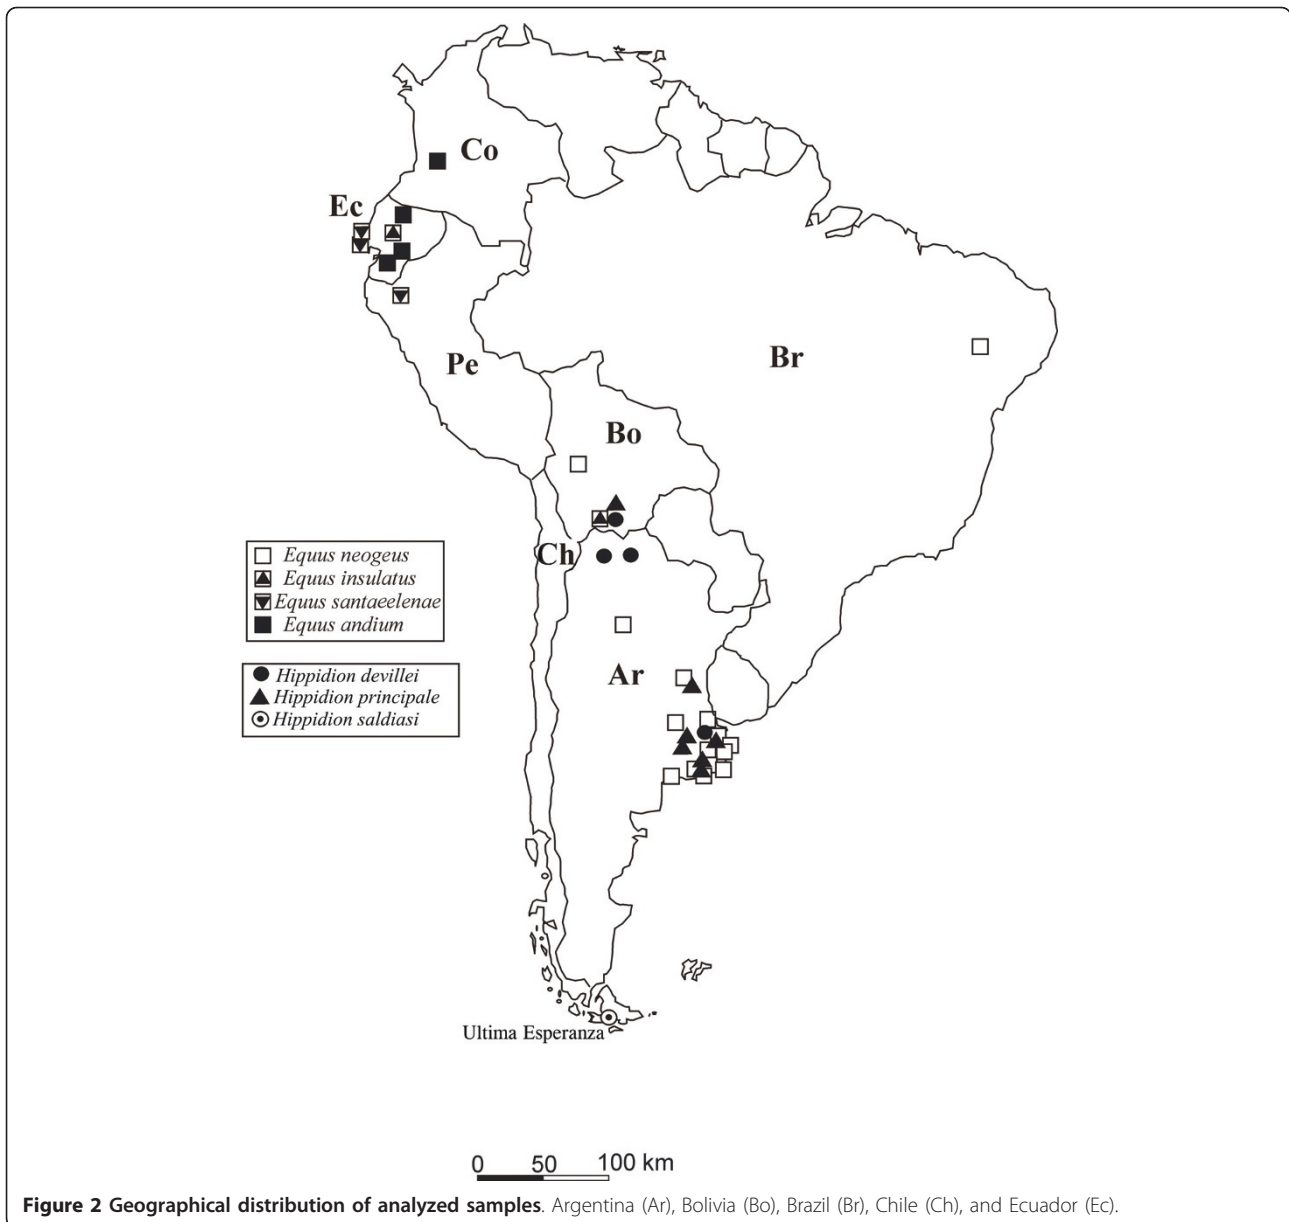 Co
Ec
Pe
Br
Bo
Ch
Equus neogeus
Equus insulatus
Equus santaeelenae
Equus andium
Ar
Hippidion devillei
Hippidion principale
Hippidion saldiasi
Ultima Esperanza
0 50 100 km
Figure 2 Geographical distribution of analyzed samples. Argentina (Ar), Bolivia (Bo), Brazil (Br), Chile (Ch), and Ecuador (Ec).